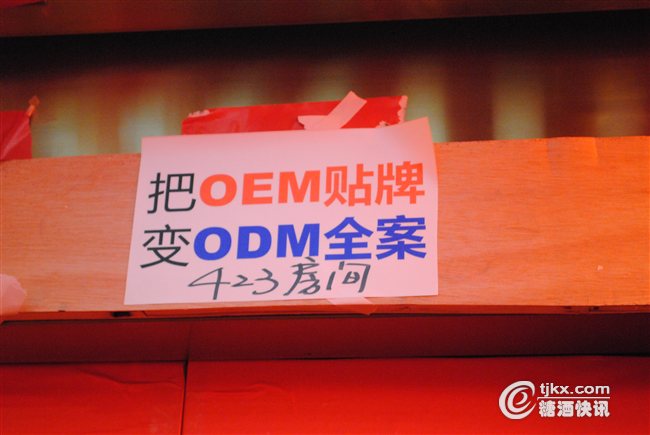 把OEM贴牌
变ODM全案
423房间
tjkx.com
糖酒快讯